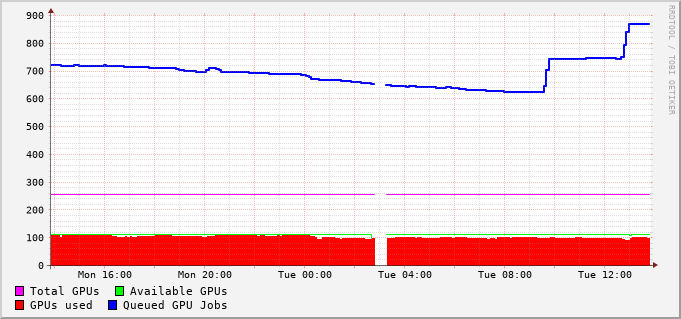 900
800
700
600
500
400
300
200
100
0
Mon 16:00 Mon 20:00 Tue 00:00 Tue 04:00 Tue 08:00 Tue 12:00
Total GPUs Available GPUs
GPUs used Queued GPU Jobs
RRDTOOL / TOBI OETIKER